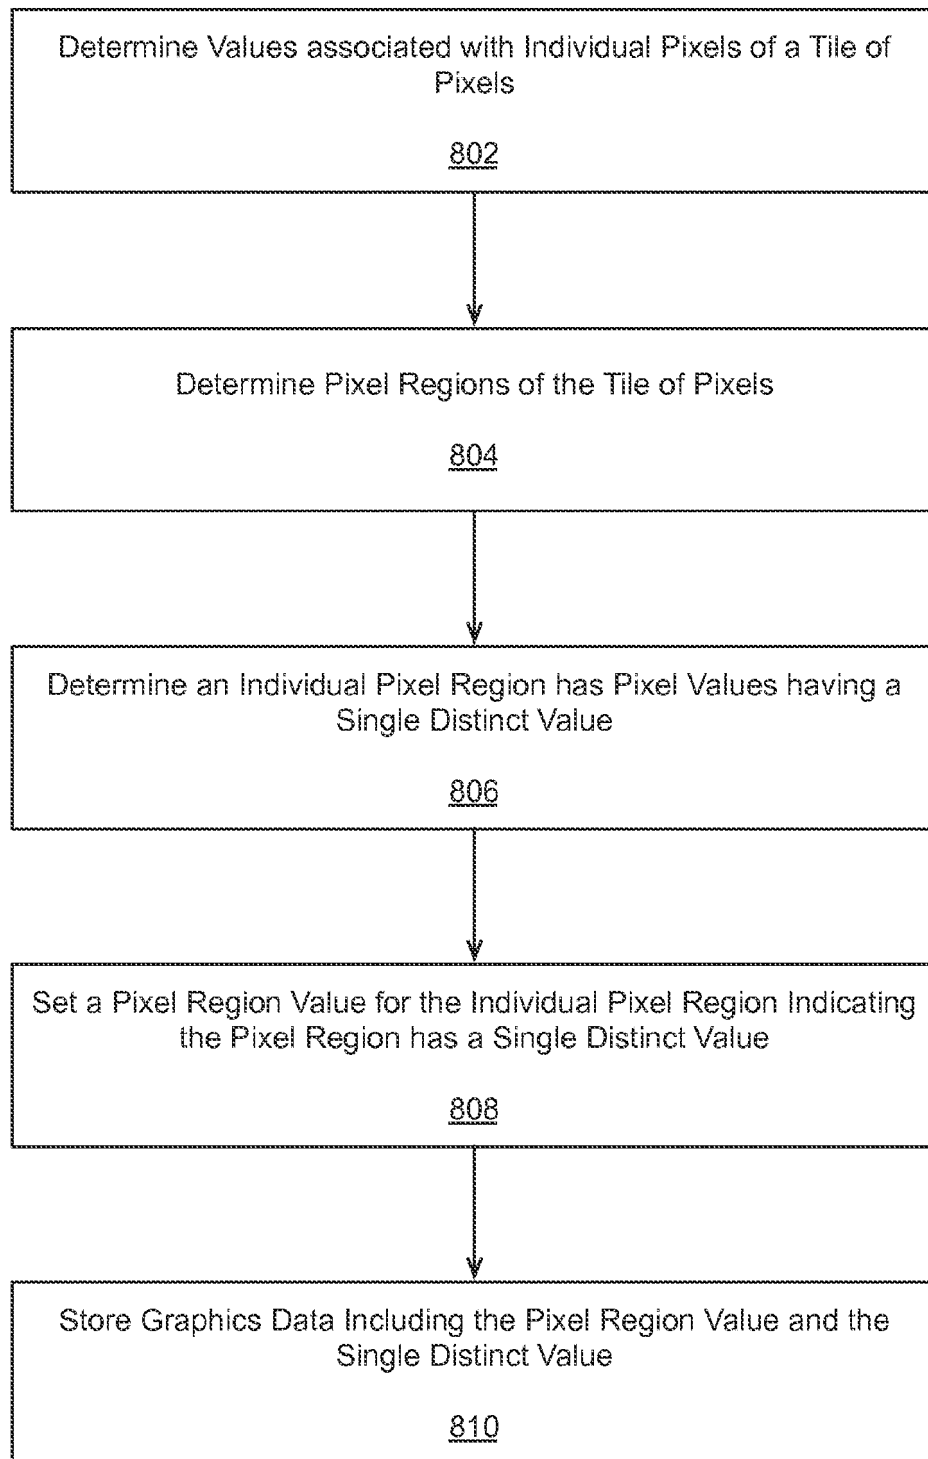 Determine Values associated with Individual Pixels of a Tile of
Pixels
802
Determine Pixel Regions of the Tile of Pixels
804
Determine an Individual Pixel Region has Pixel Values having a
Single Distinct Value
806
Set a Pixel Region Value for the Individual Pixel Region Indicating
the Pixel Region has a Single Distinct Value
808
Store Graphics Data Including the Pixel Region Value and the
Single Distinct Value
810